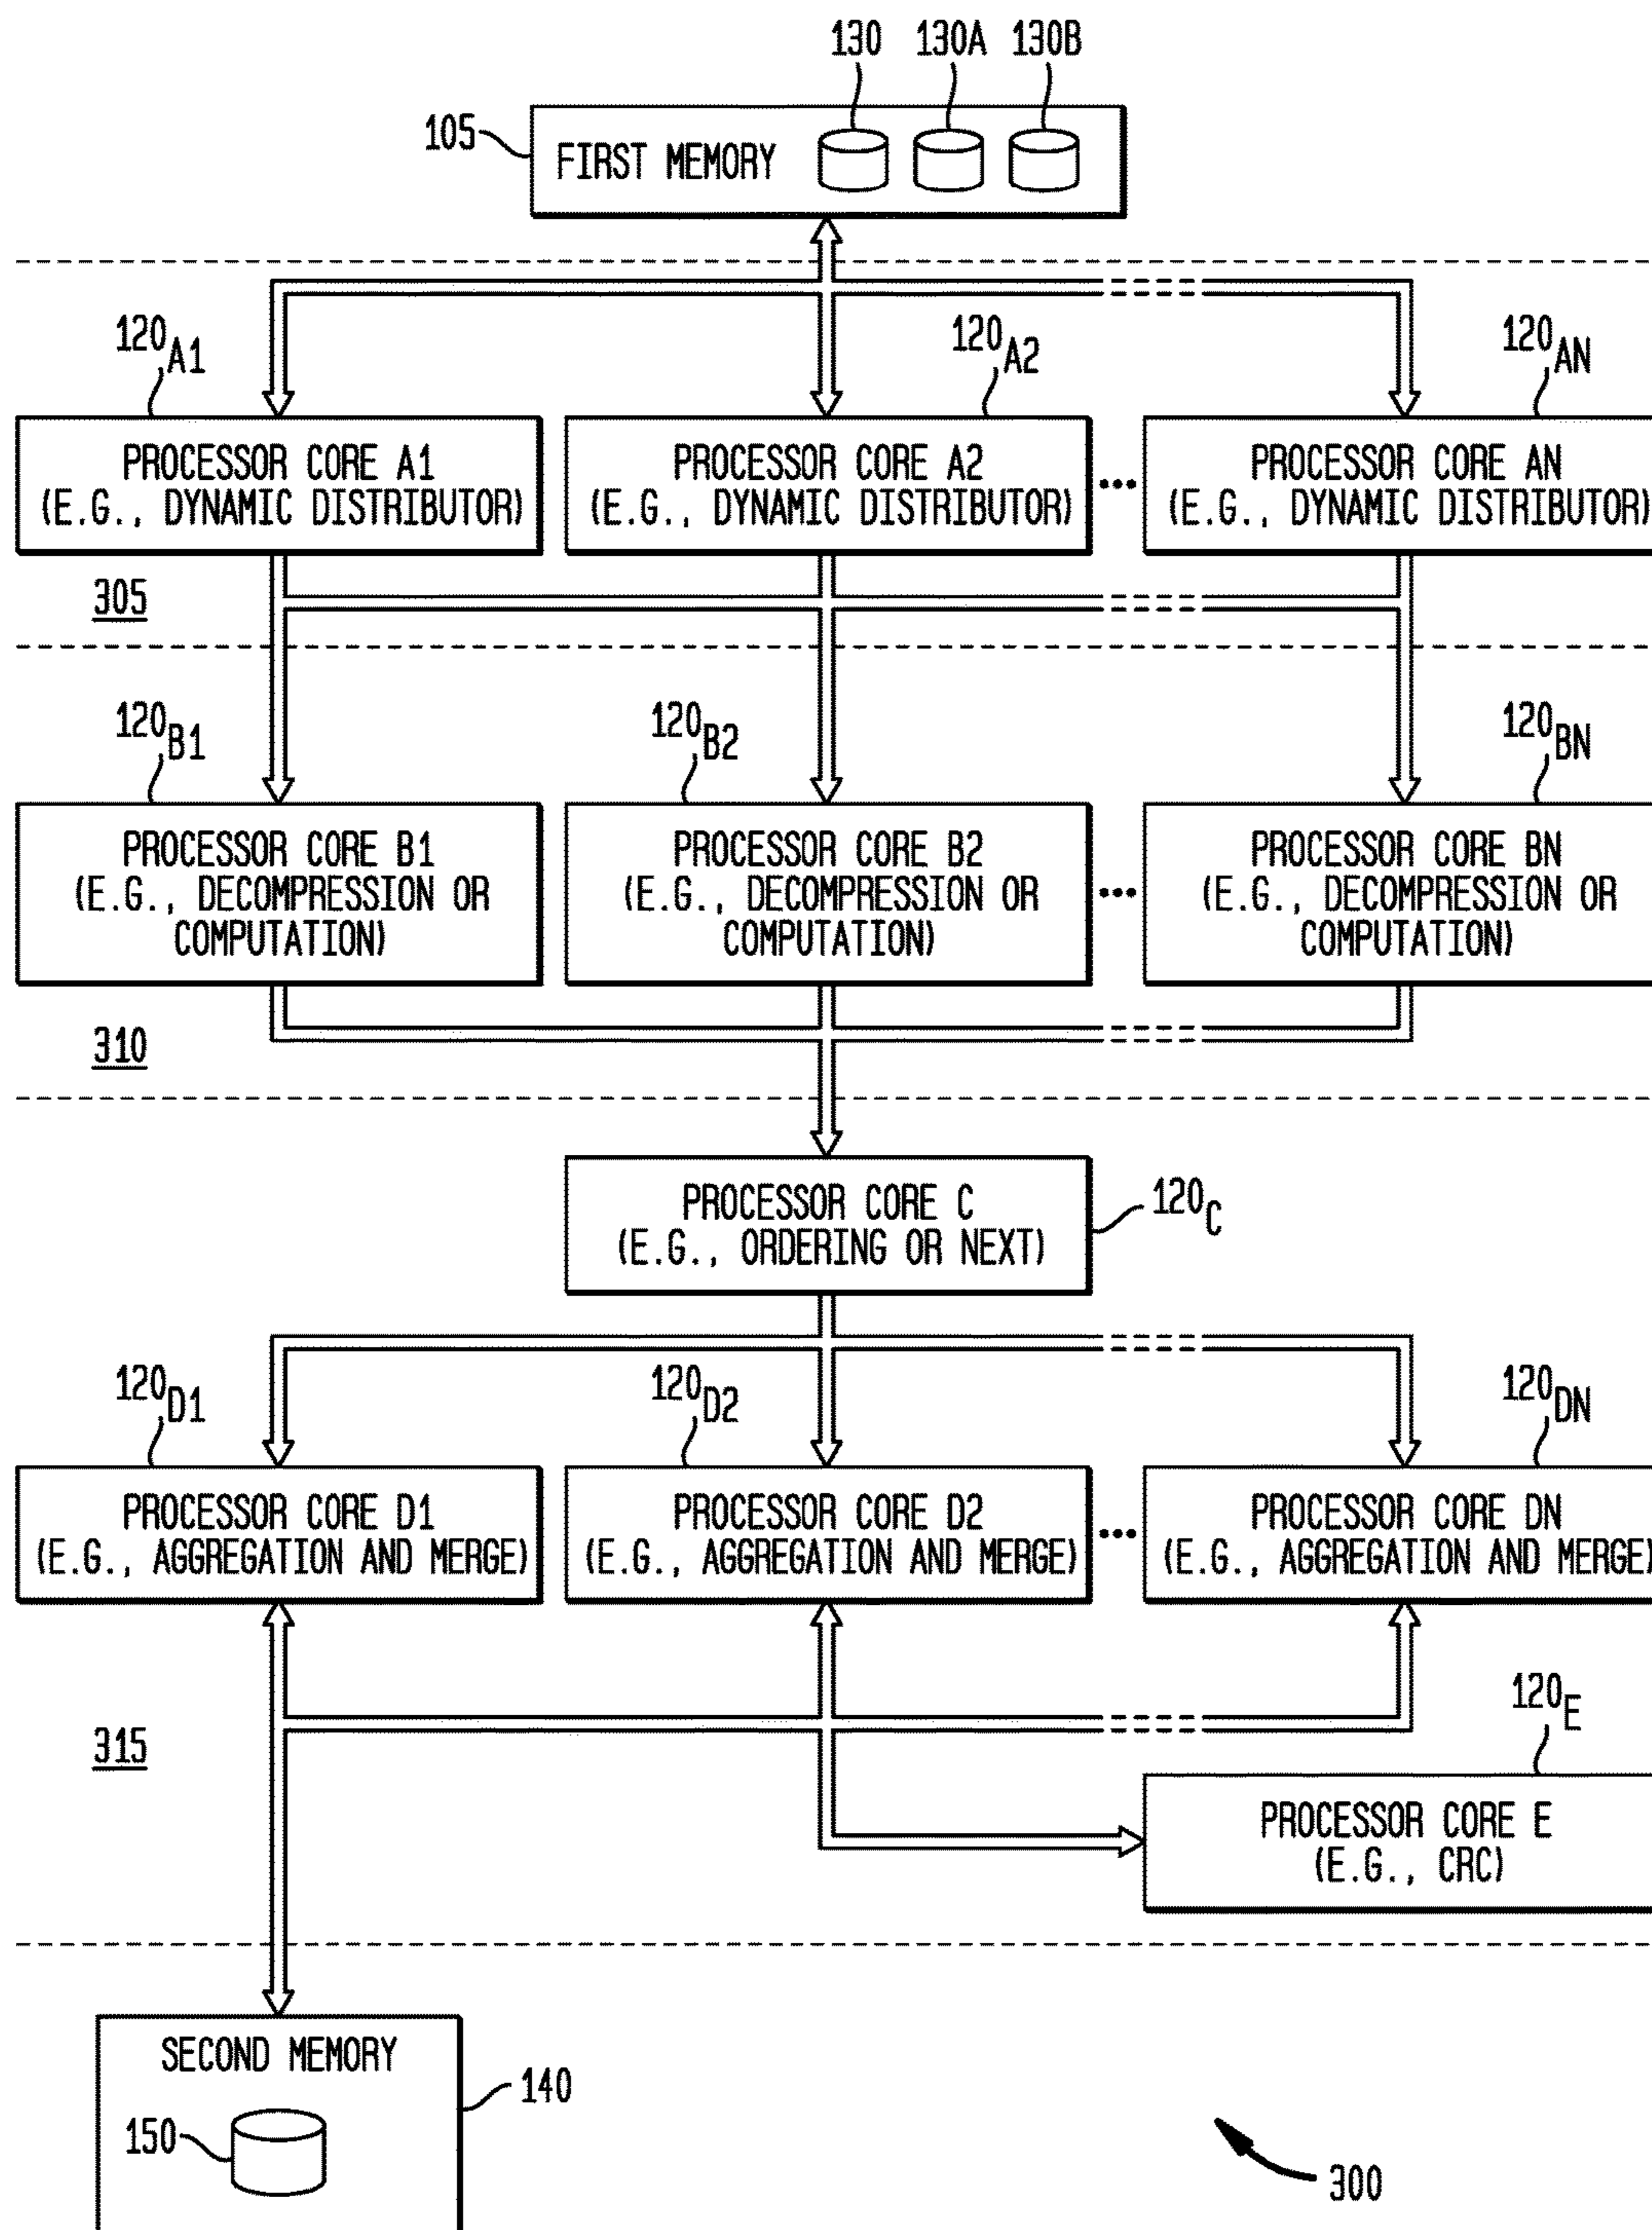 130 130A 130B
105
FIRST MEMORY
120A1 120A2 120AN
PROCESSOR CORE A1
(E.G., DYNAMIC DISTRIBUTOR)
PROCESSOR CORE A2
(E.G., DYNAMIC DISTRIBUTOR)
...
PROCESSOR CORE AN
(E.G., DYNAMIC DISTRIBUTOR)
305
120B1 120B2 120BN
PROCESSOR CORE B1
(E.G., DECOMPRESSION OR
COMPUTATION)
PROCESSOR CORE B2
(E.G., DECOMPRESSION OR
COMPUTATION)
...
PROCESSOR CORE BN
(E.G., DECOMPRESSION OR
COMPUTATION)
310
PROCESSOR CORE C
(E.G., ORDERING OR NEXT)
120C
120D1 120D2 120DN
PROCESSOR CORE D1
(E.G., AGGREGATION AND MERGE)
PROCESSOR CORE D2
(E.G., AGGREGATION AND MERGE)
...
PROCESSOR CORE DN
(E.G., AGGREGATION AND MERGE)
315
120E
PROCESSOR CORE E
(E.G., CRC)
SECOND MEMORY
140
150
300